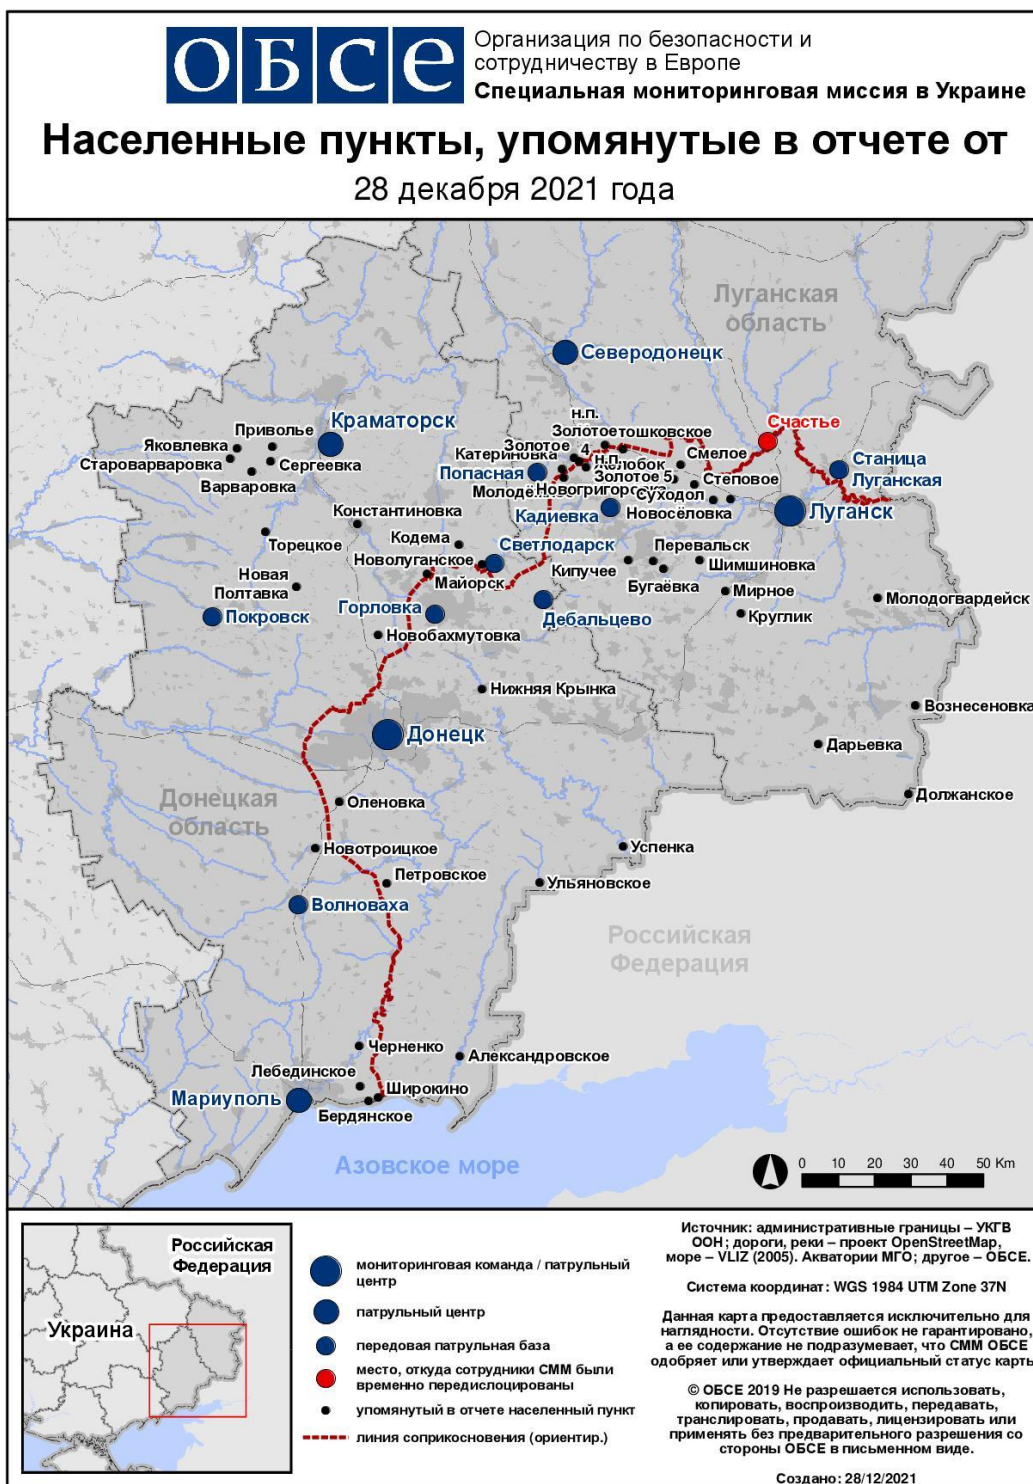 ОБСЕ
Организация по безопасности и
сотрудничеству в Европе
Специальная мониторинговая миссия в Украине
Населенные пункты, упомянутые в отчете от
28 декабря 2021 года
Луганская
область
Северодонецк
н.п.
Счастье
Краматорск
Золотое
тошковское
Приволье
Яковлевка
Золотое
4
Смелое
Катериновка
Станица
Луганская
Староваровка
Сергеевка
н.п.
Попасная
Золотое 5
Степовое
Варваровка
Суходол
Константиновка
Кадиевка
Новосёловка
Луганск
Торецкое
Кодема
Светлодарск
Перевальск
Новолуганское
Кипучее
Шимшиновка
Новая
Полтавка
Майорск
Бугаёвка
Мирное
Молодогвардейск
Покровск
Горловка
Дебальцево
Круглик
Новобахмутовка
Нижняя Крынка
Вознесеновка
Донецк
Дарьевка
Донецкая
область
Оленовка
Должанское
Новотроицкое
Успенка
Петровское
Ульяновское
Волноваха
Российская
Федерация
Черненко
Александровское
Лебединское
Широкино
Мариуполь
Бердянское
Азовское море
0 10 20 30 40 50 Km
Российская
Федерация
Украина
мониторинговая команда / патрульный
центр
патрульный центр
передовая патрульная база
место, откуда сотрудники СММ были
временно передислоцированы
упомянутый в отчете населенный пункт
линия соприкосновения (ориентир.)
Источник: административные границы – УКГВ
ООН; дороги, реки – проект OpenStreetMap,
море – VLIZ (2005). Акватории МГО; другое – ОБСЕ.
Система координат: WGS 1984 UTM Zone 37N
Данная карта предоставляется исключительно для
наглядности. Отсутствие ошибок не гарантировано,
а ее содержание не подразумевает, что СММ ОБСЕ
одобряет или утверждает официальный статус карты
© ОБСЕ 2019 Не разрешается использовать,
копировать, воспроизводить, передавать,
транслировать, продавать, лицензировать или
применять без предварительного разрешения со
стороны ОБСЕ в письменном виде.
Создано: 28/12/2021